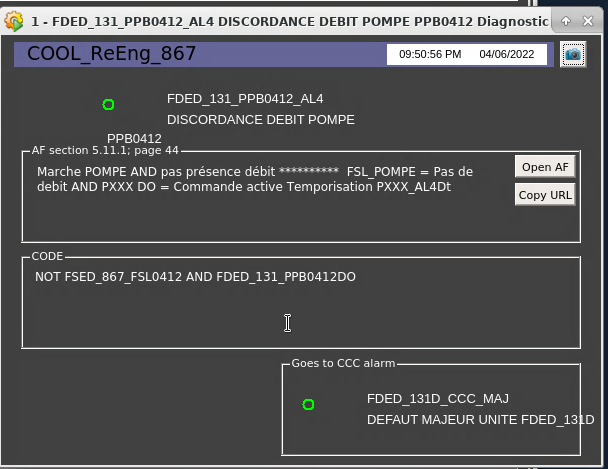 1 - FDED_131_PPB0412_AL4 DISCORDANCE DEBIT POMPE PPB0412 Diagnostic
COOL_ReEng_867
09:50:56 PM 04/06/2022
FDED_131_PPB0412_AL4
DISCORDANCE DEBIT POMPE
PPB0412
AF section 5.11.1; page 44
Marche POMPE AND pas présence débit ********** FSL_POMPE = Pas de
debit AND PXXX DO = Commande active Temporisation PXXX_AL4Dt
Open AF
Copy URL
CODE
NOT FSED_867_FSL0412 AND FDED_131_PPB0412DO
Goes to CCC alarm
FDED_131D_CCC_MAJ
DEFAUT MAJEUR UNITE FDED_131D